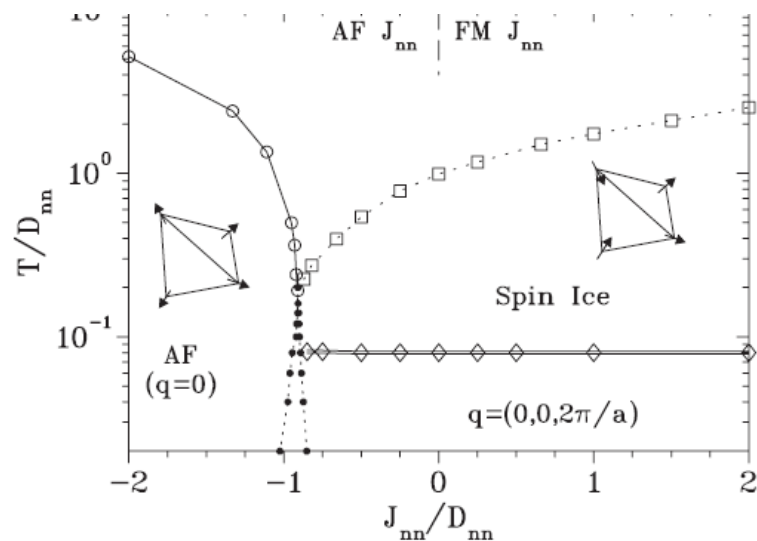 10
AF J_nn | FM J_nn
10^0
T/D_nn
Spin Ice
10^-1
AF
(q=0)
q=(0,0,2π/a)
-2 -1 0 1 2
J_nn/D_nn